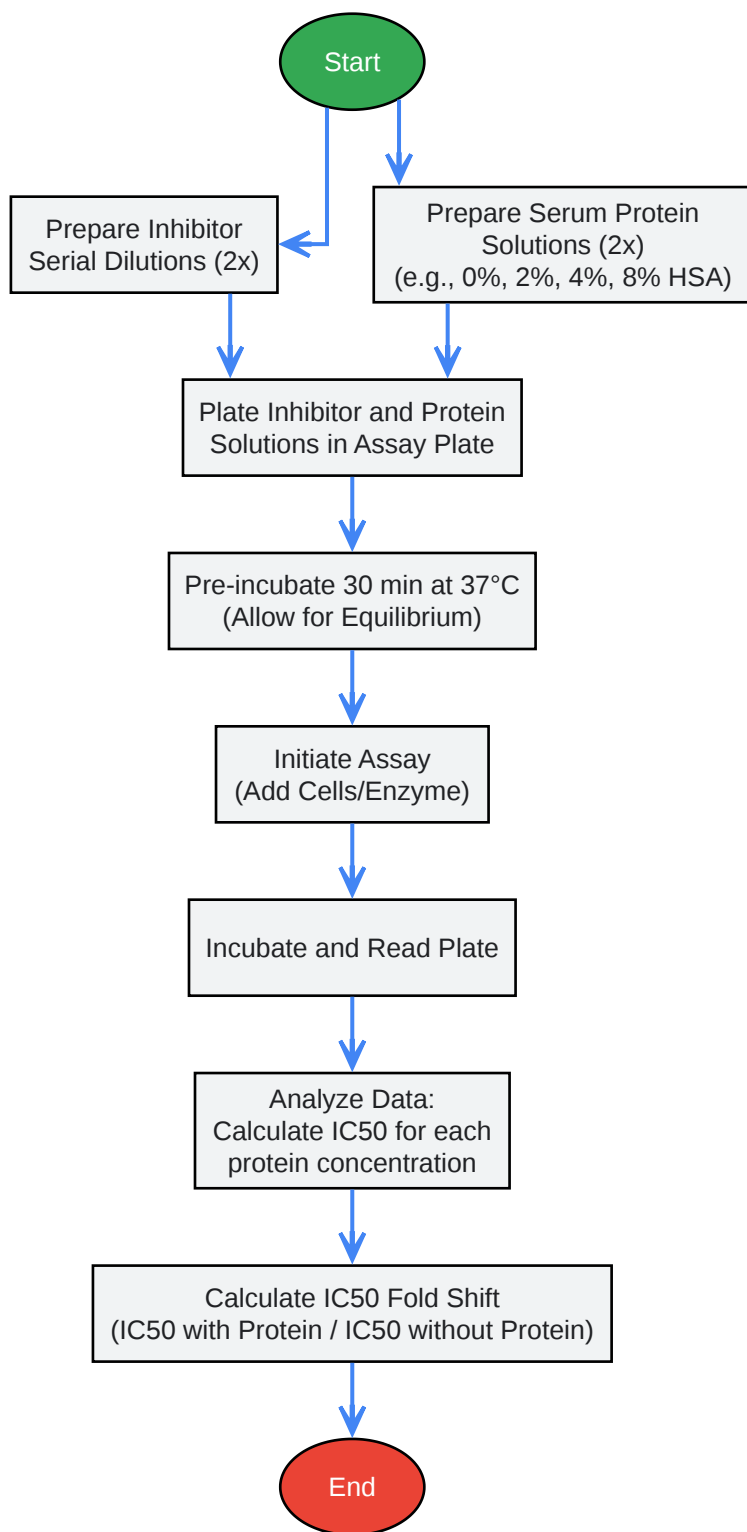 Start
Prepare Inhibitor
Serial Dilutions (2x)
Prepare Serum Protein
Solutions (2x)
(e.g., 0%, 2%, 4%, 8% HSA)
Plate Inhibitor and Protein
Solutions in Assay Plate
Pre-incubate 30 min at 37°C
(Allow for Equilibrium)
Initiate Assay
(Add Cells/Enzyme)
Incubate and Read Plate
Analyze Data:
Calculate IC50 for each
protein concentration
Calculate IC50 Fold Shift
(IC50 with Protein / IC50 without Protein)
End